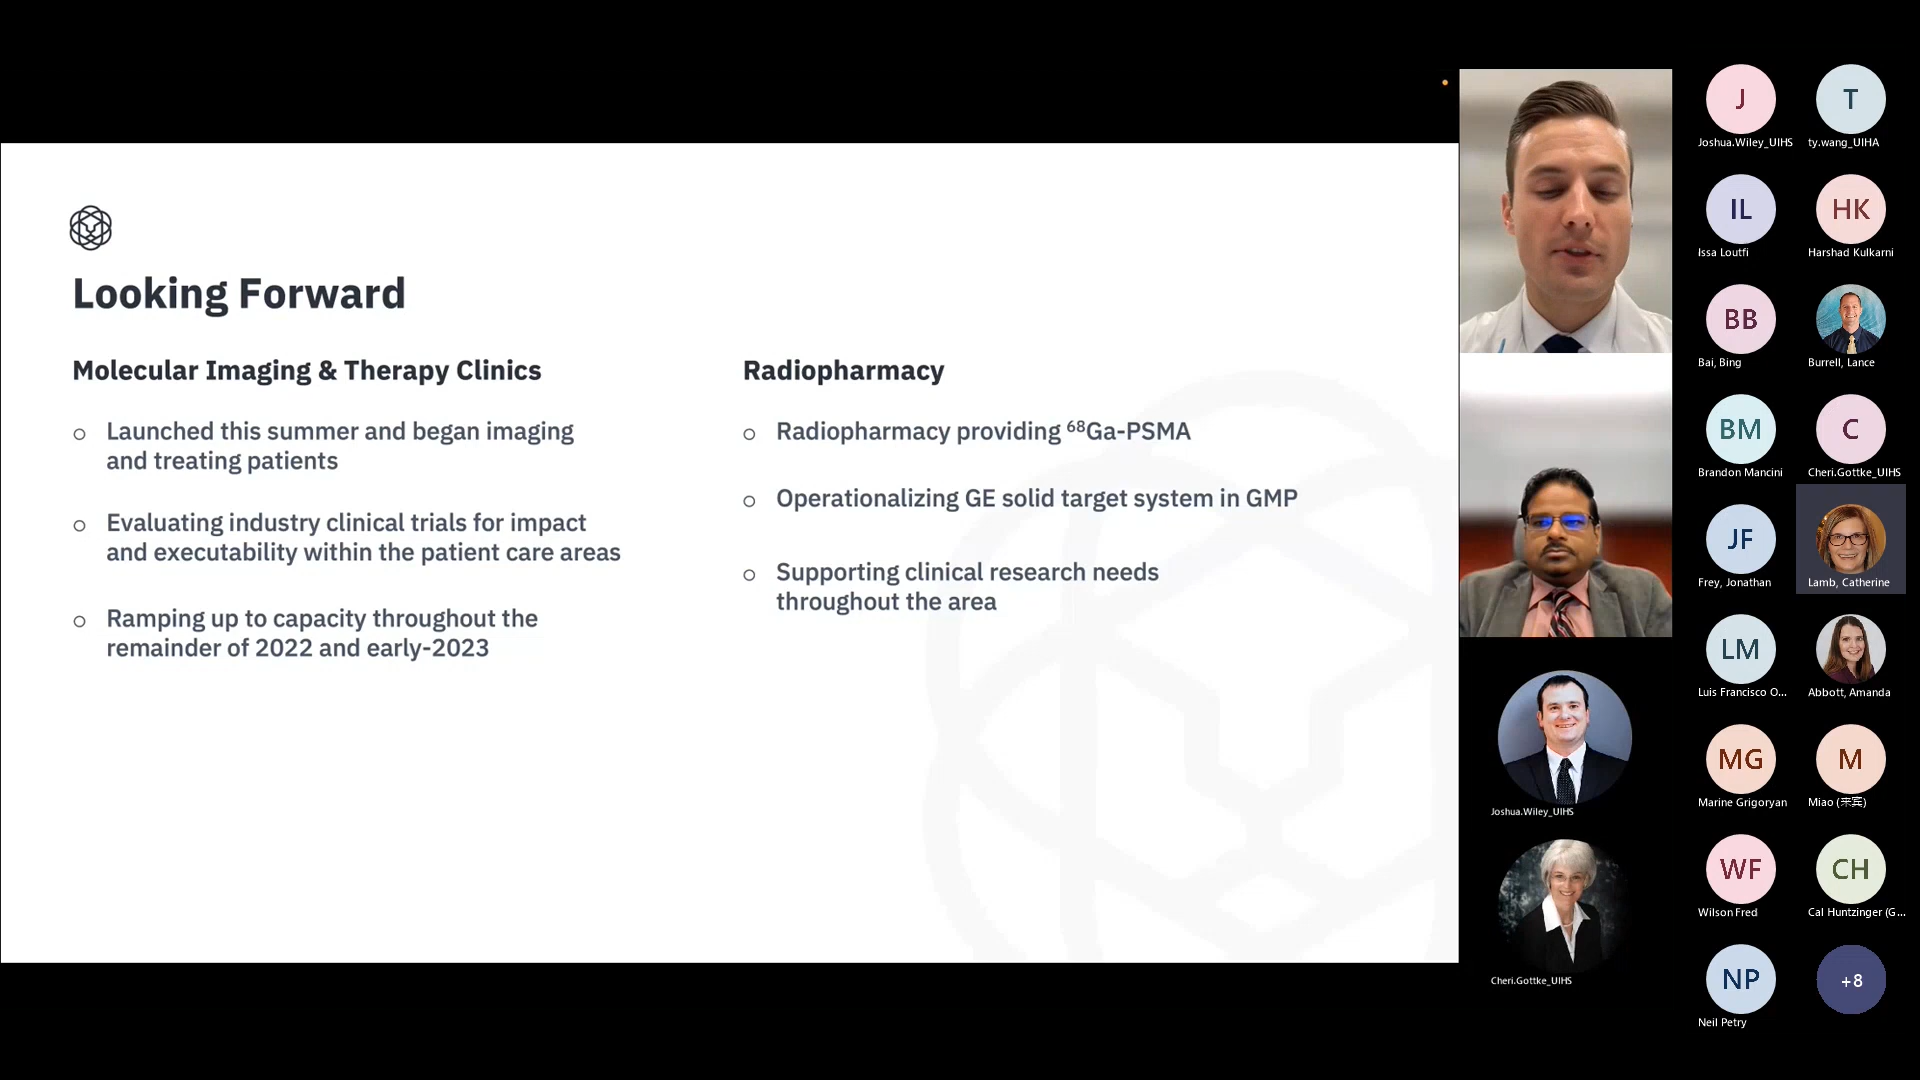 Looking Forward
Molecular Imaging & Therapy Clinics
Launched this summer and began imaging
and treating patients
Evaluating industry clinical trials for impact
and executability within the patient care areas
Ramping up to capacity throughout the
remainder of 2022 and early-2023
Radiopharmacy
Radiopharmacy providing ⁶⁸Ga-PSMA
Operationalizing GE solid target system in GMP
Supporting clinical research needs
throughout the area
Joshua.Wiley_UIHS
Cheri.Gottke_UIHS
J
Joshua.Wiley_UIHS
T
ty.wang_UIHA
IL
Issa Loutfi
HK
Harshad Kulkarni
BB
Bai, Bing
Burrell, Lance
BM
Brandon Mancini
C
Cheri.Gottke_UIHS
JF
Frey, Jonathan
Lamb, Catherine
LM
Luis Francisco O...
Abbott, Amanda
MG
Marine Grigoryan
M
Miao (来宾)
WF
Wilson Fred
CH
Cal Huntzinger (G...
NP
Neil Petry
+8